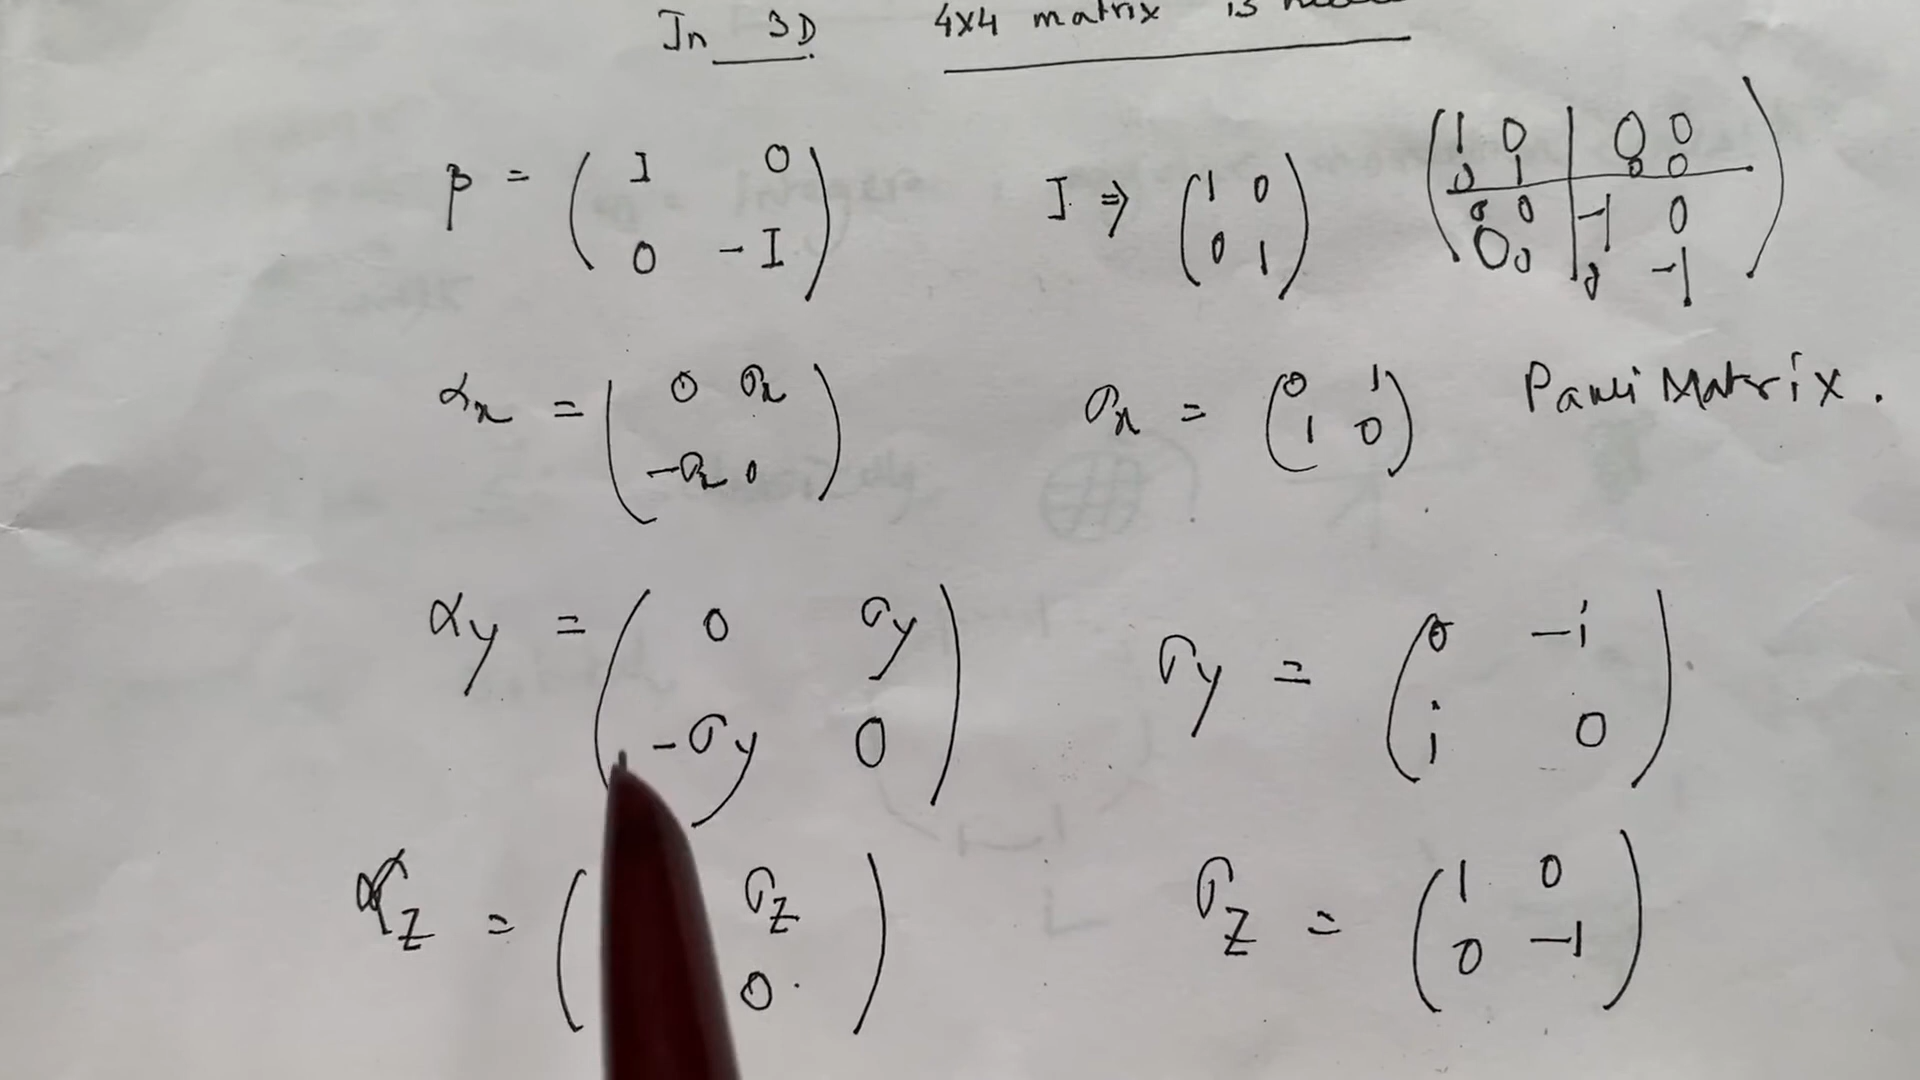 In 3D 4x4 matrix is
β = ( I 0 I ⇒ ( 1 0 ( 1 0 | 0 0
0 1 | 0 0
0 -I ) 0 1 ) 0 0 | -1 0
0 0 | 0 -1 )
αx = ( 0 σx σx = ( 0 1 Pauli Matrix.
-σx 0 ) 1 0 )
αy = ( 0 σy σy = ( 0 -i
-σy 0 ) i 0 )
αz = ( σz σz = ( 1 0
0 ) 0 -1 )